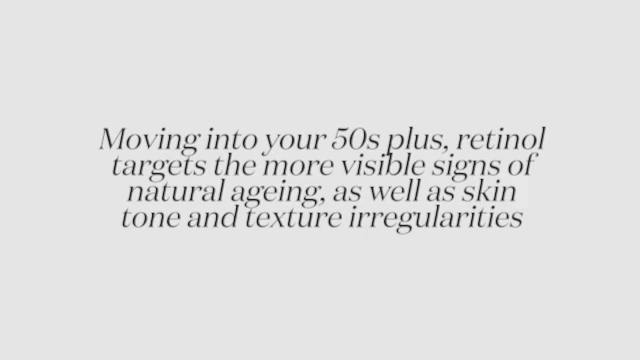 Moving into your 50s plus, retinol
targets the more visible signs of
natural ageing, as well as skin
tone and texture irregularities